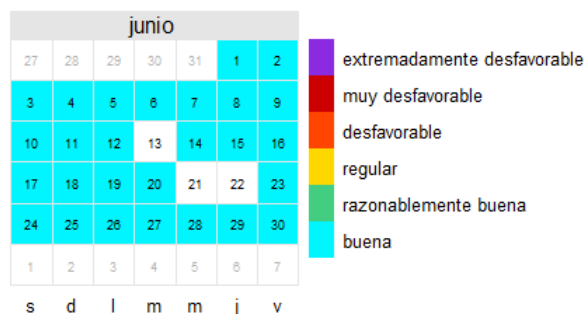 junio
27 28 29 30 31 1 2
3 4 5 6 7 8 9
10 11 12 13 14 15 16
17 18 19 20 21 22 23
24 25 26 27 28 29 30
1 2 3 4 5 6 7
s d l m m j v
extremadamente desfavorable
muy desfavorable
desfavorable
regular
razonablemente buena
buena